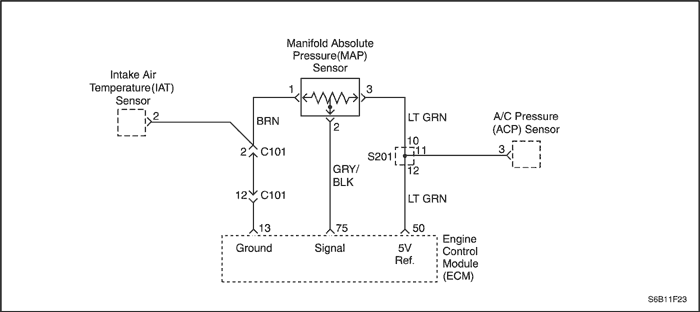 Manifold Absolute
Pressure(MAP)
Sensor
Intake Air
Temperature(IAT)
Sensor
2
1
3
BRN
LT GRN
A/C Pressure
(ACP) Sensor
2
10
2 C101
S201
11
3
12
GRY/
BLK
12 C101
LT GRN
13
75
50
Ground
Signal
5V
Ref.
Engine
Control
Module
(ECM)
S6B11F23